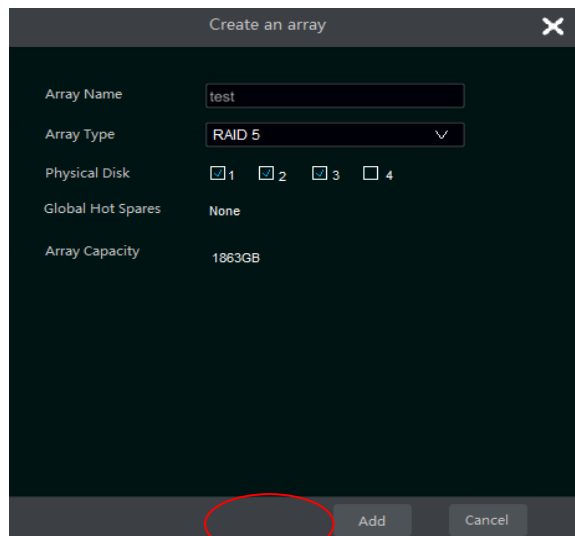 Create an array
Array Name test
Array Type RAID 5
Physical Disk 1 2 3 4
Global Hot Spares None
Array Capacity 1863GB
Add Cancel